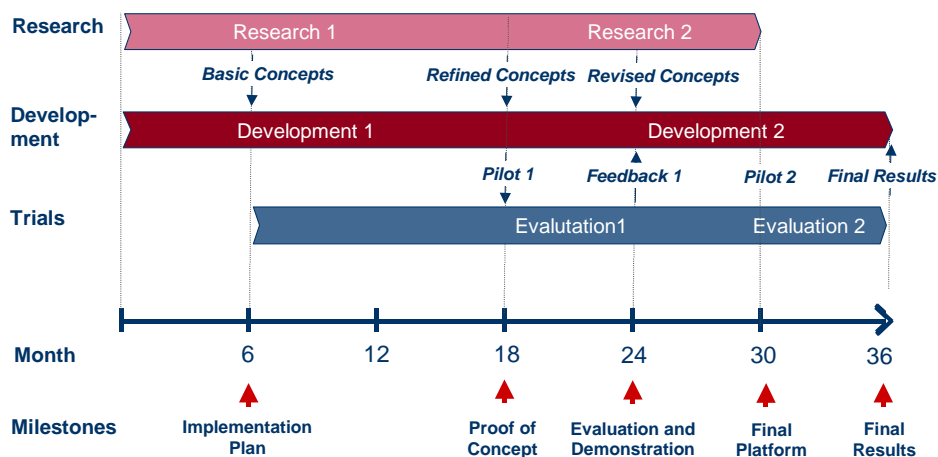 Research
Research 1
Research 2
Basic Concepts
Refined Concepts
Revised Concepts
Develop-
ment
Development 1
Development 2
Pilot 1
Feedback 1
Pilot 2
Final Results
Trials
Evalutation1
Evaluation 2
Month
6
12
18
24
30
36
Milestones
Implementation
Plan
Proof of
Concept
Evaluation and
Demonstration
Final
Platform
Final
Results